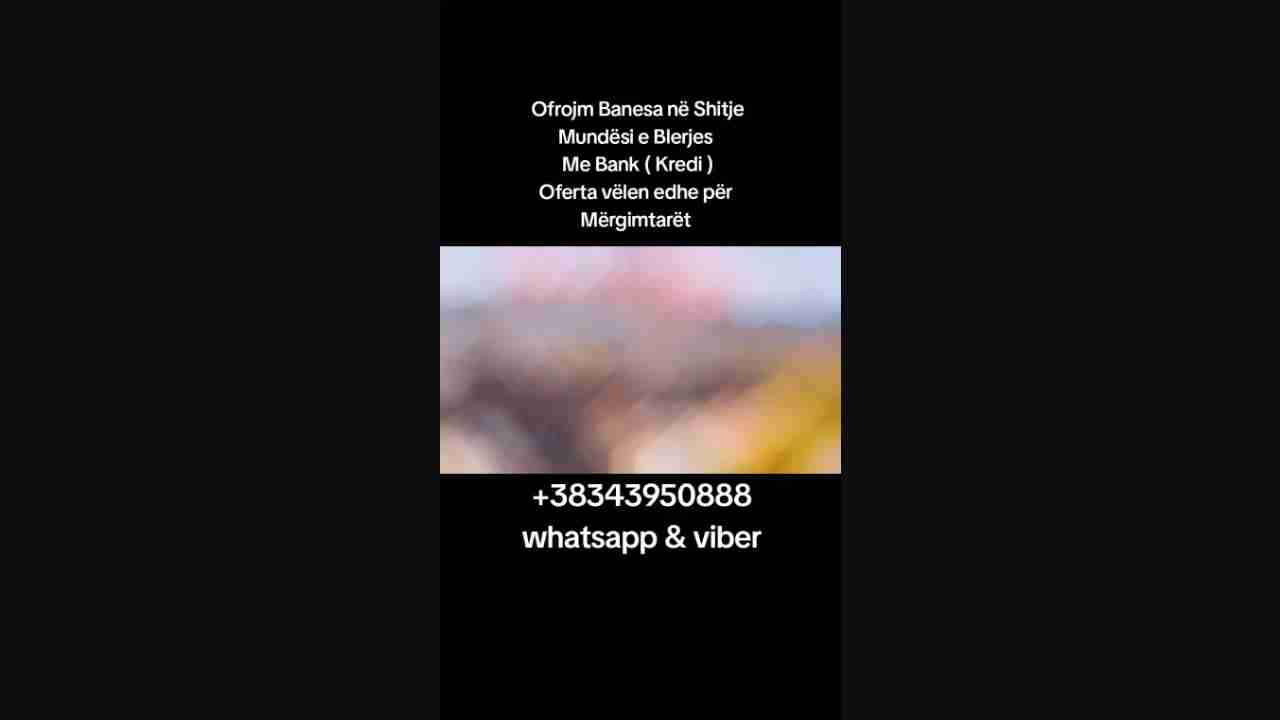 Ofrojm Banesa në Shitje
Mundësi e Blerjes
Me Bank ( Kredi )
Oferta vëlen edhe për
Mërgimtarët
+38343950888
whatsapp & viber